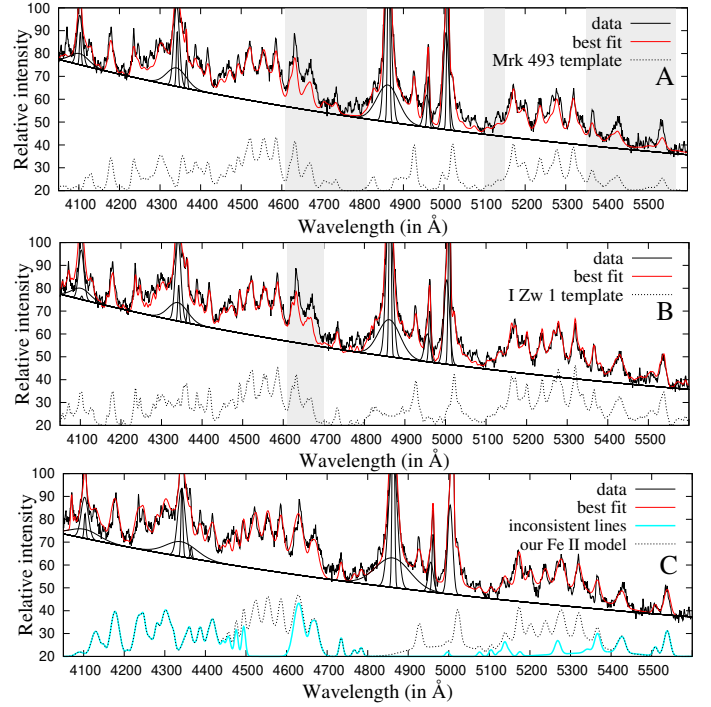 100
90
80
70
60
50
40
30
20
Relative intensity
data
best fit
Mrk 493 template
A
4100 4200 4300 4400 4500 4600 4700 4800 4900 5000 5100 5200 5300 5400 5500
Wavelength (in Å)
100
90
80
70
60
50
40
30
20
Relative intensity
data
best fit
I Zw 1 template
B
4100 4200 4300 4400 4500 4600 4700 4800 4900 5000 5100 5200 5300 5400 5500
Wavelength (in Å)
100
90
80
70
60
50
40
30
20
Relative intensity
data
best fit
inconsistent lines
our Fe II model
C
4100 4200 4300 4400 4500 4600 4700 4800 4900 5000 5100 5200 5300 5400 5500
Wavelength (in Å)